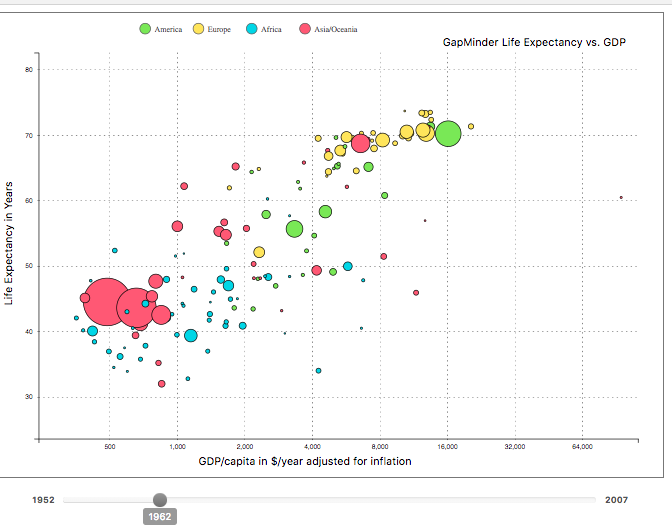 America Europe Africa Asia/Oceania
GapMinder Life Expectancy vs. GDP
80
70
60
50
40
30
Life Expectancy in Years
500 1,000 2,000 4,000 8,000 16,000 32,000 64,000
GDP/capita in $/year adjusted for inflation
1952 2007
1962